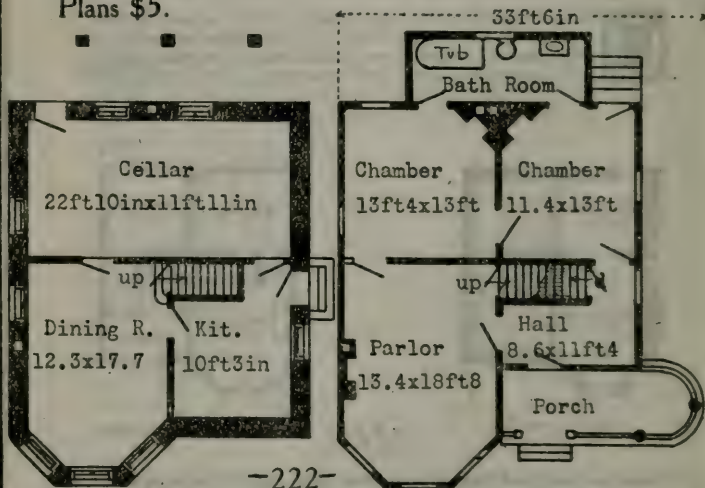 Plans $5.
33ft6in
Tub
Bath Room
Cellar
22ft10inx11ft11in
Chamber
13ft4x13ft
Chamber
11.4x13ft
up
Dining R.
12.3x17.7
Kit.
10ft3in
up
d
Hall
8.6x11ft4
Parlor
13.4x18ft8
Porch
-222-